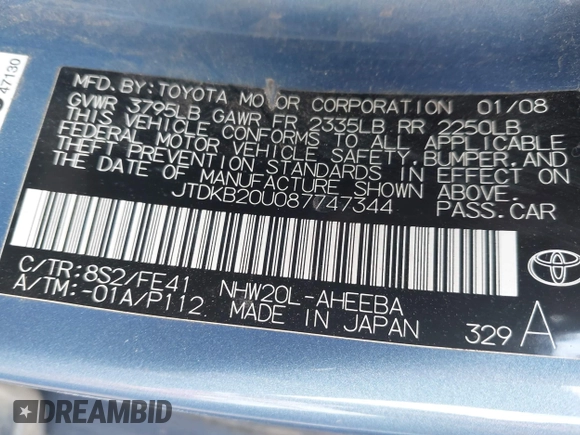 47130
MFD. BY: TOYOTA MOTOR CORPORATION 01/08
GVWR 3795LB GAWR FR 2335LB RR 2250LB
THIS VEHICLE CONFORMS TO ALL APPLICABLE
FEDERAL MOTOR VEHICLE SAFETY, BUMPER, AND
THEFT PREVENTION STANDARDS IN EFFECT ON
THE DATE OF MANUFACTURE SHOWN ABOVE.
JTDKB20U087747344 PASS. CAR
C/TR: 8S2/FE41 NHW20L-AHEEBA
A/TM: -01A/P112 MADE IN JAPAN 329 A
DREAMBID